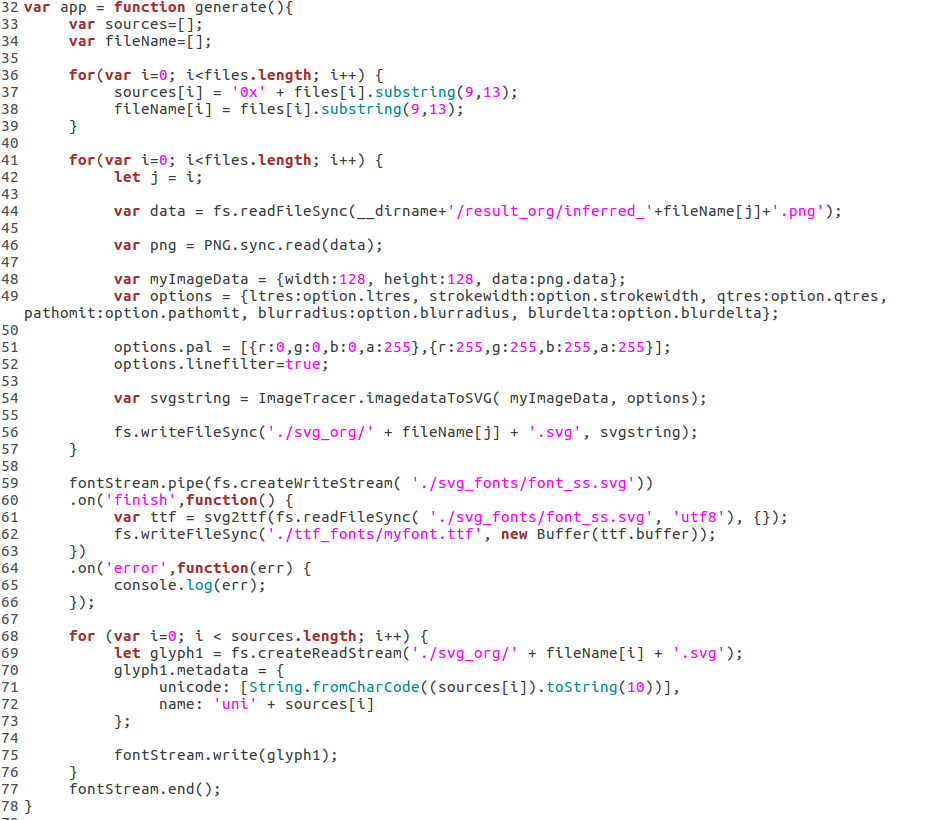 32 var app = function generate(){
33 var sources=[];
34 var fileName=[];
35
36 for(var i=0; i<files.length; i++) {
37 sources[i] = '0x' + files[i].substring(9,13);
38 fileName[i] = files[i].substring(9,13);
39 }
40
41 for(var i=0; i<files.length; i++) {
42 let j = i;
43
44 var data = fs.readFileSync(__dirname+'/result_org/inferred_'+fileName[j]+'.png');
45
46 var png = PNG.sync.read(data);
47
48 var myImageData = {width:128, height:128, data:png.data};
49 var options = {ltres:option.ltres, strokewidth:option.strokewidth, qtres:option.qtres,
pathomit:option.pathomit, blurradius:option.blurradius, blurdelta:option.blurdelta};
50
51 options.pal = [{r:0,g:0,b:0,a:255},{r:255,g:255,b:255,a:255}];
52 options.linefilter=true;
53
54 var svgstring = ImageTracer.imagedataToSVG( myImageData, options);
55
56 fs.writeFileSync('./svg_org/' + fileName[j] + '.svg', svgstring);
57 }
58
59 fontStream.pipe(fs.createWriteStream( './svg_fonts/font_ss.svg'))
60 .on('finish',function() {
61 var ttf = svg2ttf(fs.readFileSync( './svg_fonts/font_ss.svg', 'utf8'), {});
62 fs.writeFileSync('./ttf_fonts/myfont.ttf', new Buffer(ttf.buffer));
63 })
64 .on('error',function(err) {
65 console.log(err);
66 });
67
68 for (var i=0; i < sources.length; i++) {
69 let glyph1 = fs.createReadStream('./svg_org/' + fileName[i] + '.svg');
70 glyph1.metadata = {
71 unicode: [String.fromCharCode((sources[i]).toString(10))],
72 name: 'uni' + sources[i]
73 };
74
75 fontStream.write(glyph1);
76 }
77 fontStream.end();
78 }